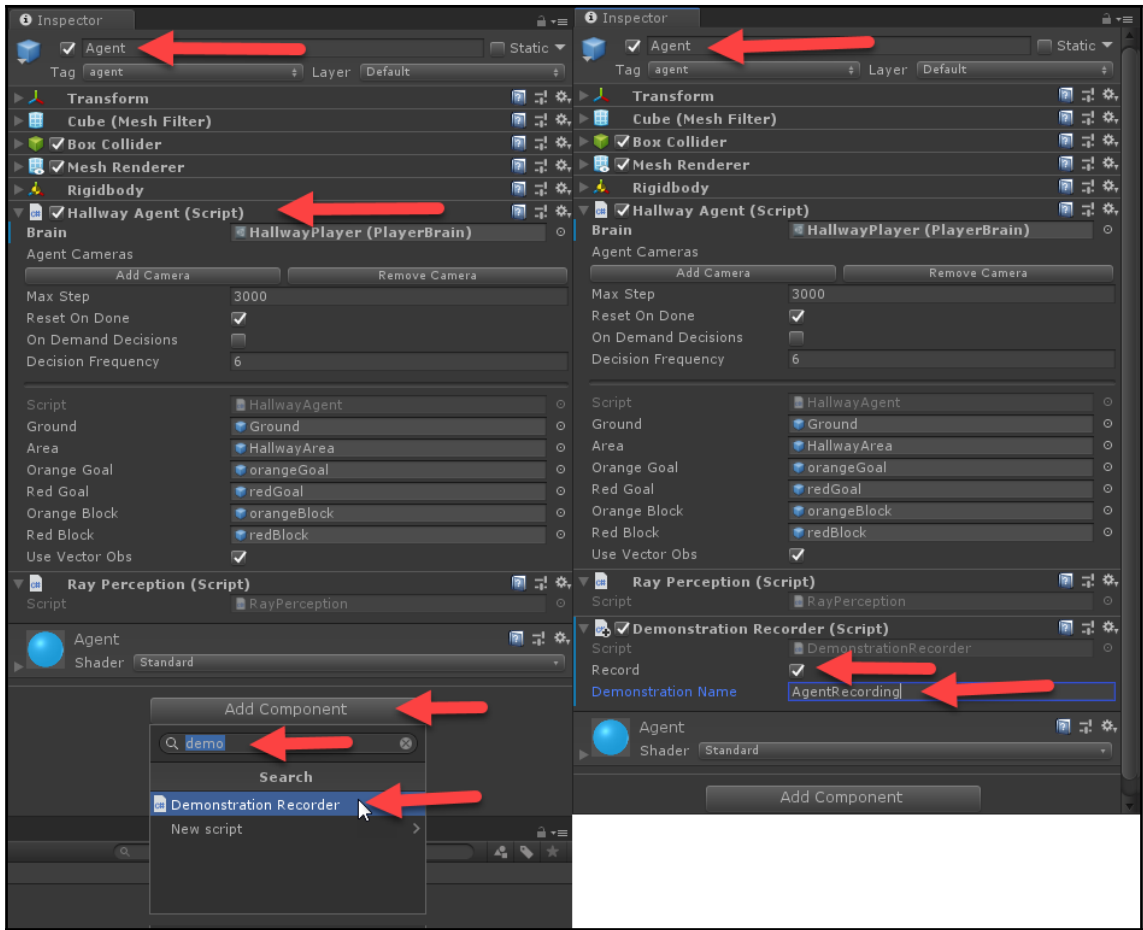 Inspector
Agent
Static
Tag agent Layer Default
Transform
Cube (Mesh Filter)
Box Collider
Mesh Renderer
Rigidbody
Hallway Agent (Script)
Brain HallwayPlayer (PlayerBrain)
Agent Cameras
Add Camera Remove Camera
Max Step 3000
Reset On Done
On Demand Decisions
Decision Frequency 6
Script HallwayAgent
Ground Ground
Area HallwayArea
Orange Goal orangeGoal
Red Goal redGoal
Orange Block orangeBlock
Red Block redBlock
Use Vector Obs
Ray Perception (Script)
Script RayPerception
Agent
Shader Standard
Add Component
demo
Search
Demonstration Recorder
New script
Inspector
Agent
Static
Tag agent Layer Default
Transform
Cube (Mesh Filter)
Box Collider
Mesh Renderer
Rigidbody
Hallway Agent (Script)
Brain HallwayPlayer (PlayerBrain)
Agent Cameras
Add Camera Remove Camera
Max Step 3000
Reset On Done
On Demand Decisions
Decision Frequency 6
Script HallwayAgent
Ground Ground
Area HallwayArea
Orange Goal orangeGoal
Red Goal redGoal
Orange Block orangeBlock
Red Block redBlock
Use Vector Obs
Ray Perception (Script)
Script RayPerception
Demonstration Recorder (Script)
Script DemonstrationRecorder
Record
Demonstration Name AgentRecording
Agent
Shader Standard
Add Component